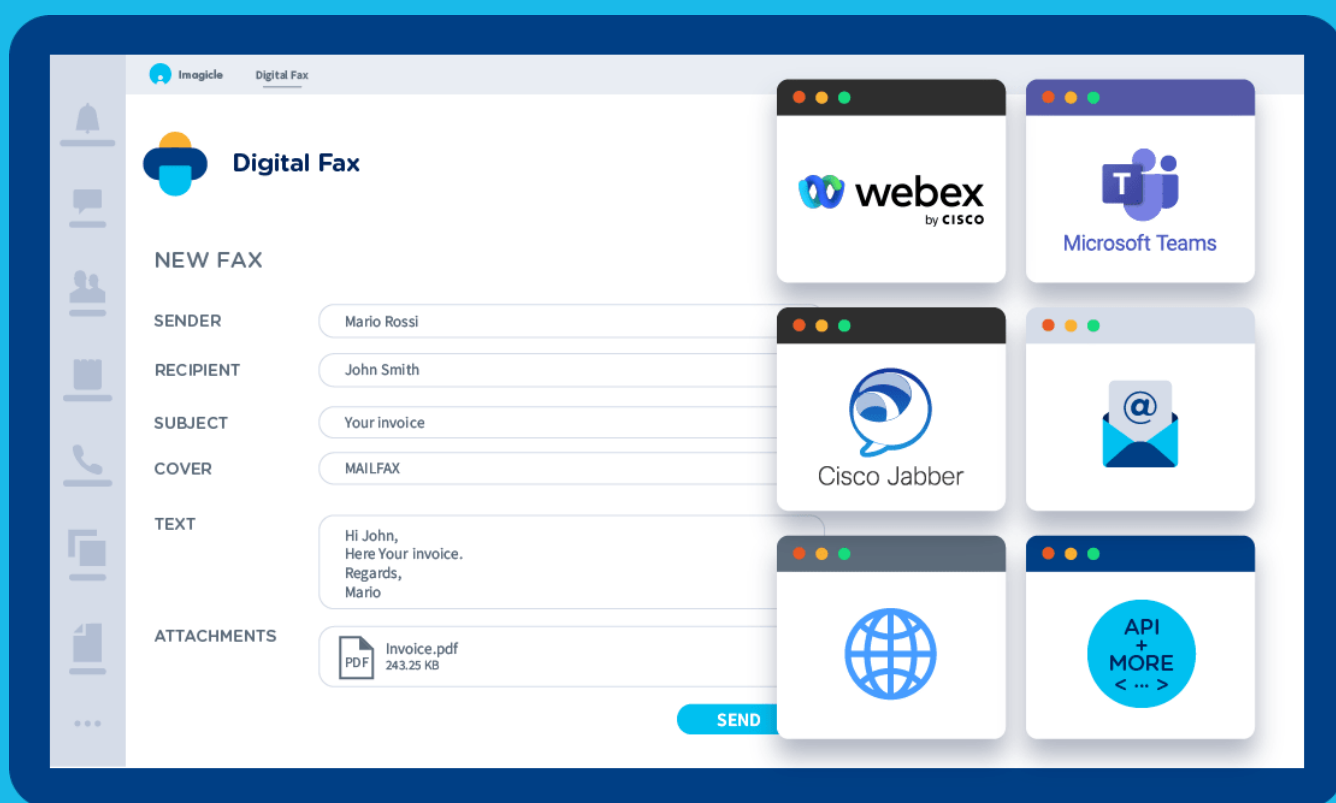 Imagicle Digital Fax
Digital Fax
NEW FAX
SENDER Mario Rossi
RECIPIENT John Smith
SUBJECT Your invoice
COVER MAILFAX
TEXT Hi John,
Here Your invoice.
Regards,
Mario
ATTACHMENTS Invoice.pdf
PDF 243.25 KB
SEND
webex
by CISCO
T
Microsoft Teams
Cisco Jabber
@
API
+
MORE
< ... >